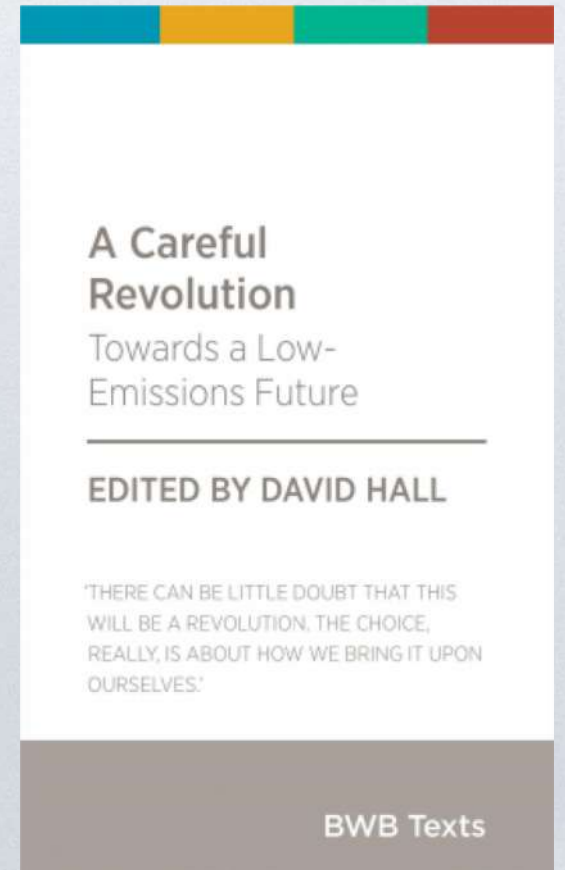 A Careful
Revolution
Towards a Low-
Emissions Future
EDITED BY DAVID HALL
'THERE CAN BE LITTLE DOUBT THAT THIS
WILL BE A REVOLUTION. THE CHOICE,
REALLY, IS ABOUT HOW WE BRING IT UPON
OURSELVES.'
BWB Texts